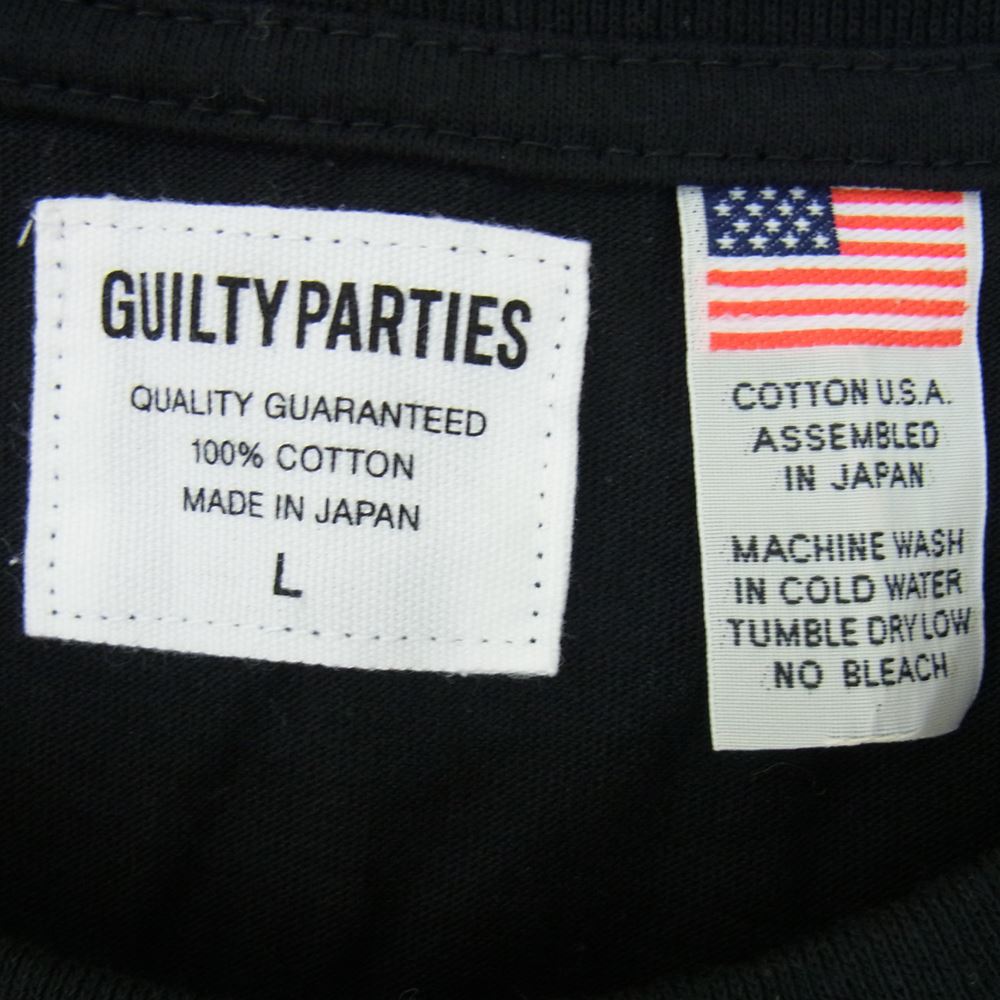 GUILTY PARTIES
QUALITY GUARANTEED
100% COTTON
MADE IN JAPAN
L
COTTON U.S.A.
ASSEMBLED
IN JAPAN
MACHINE WASH
IN COLD WATER
TUMBLE DRY LOW
NO BLEACH